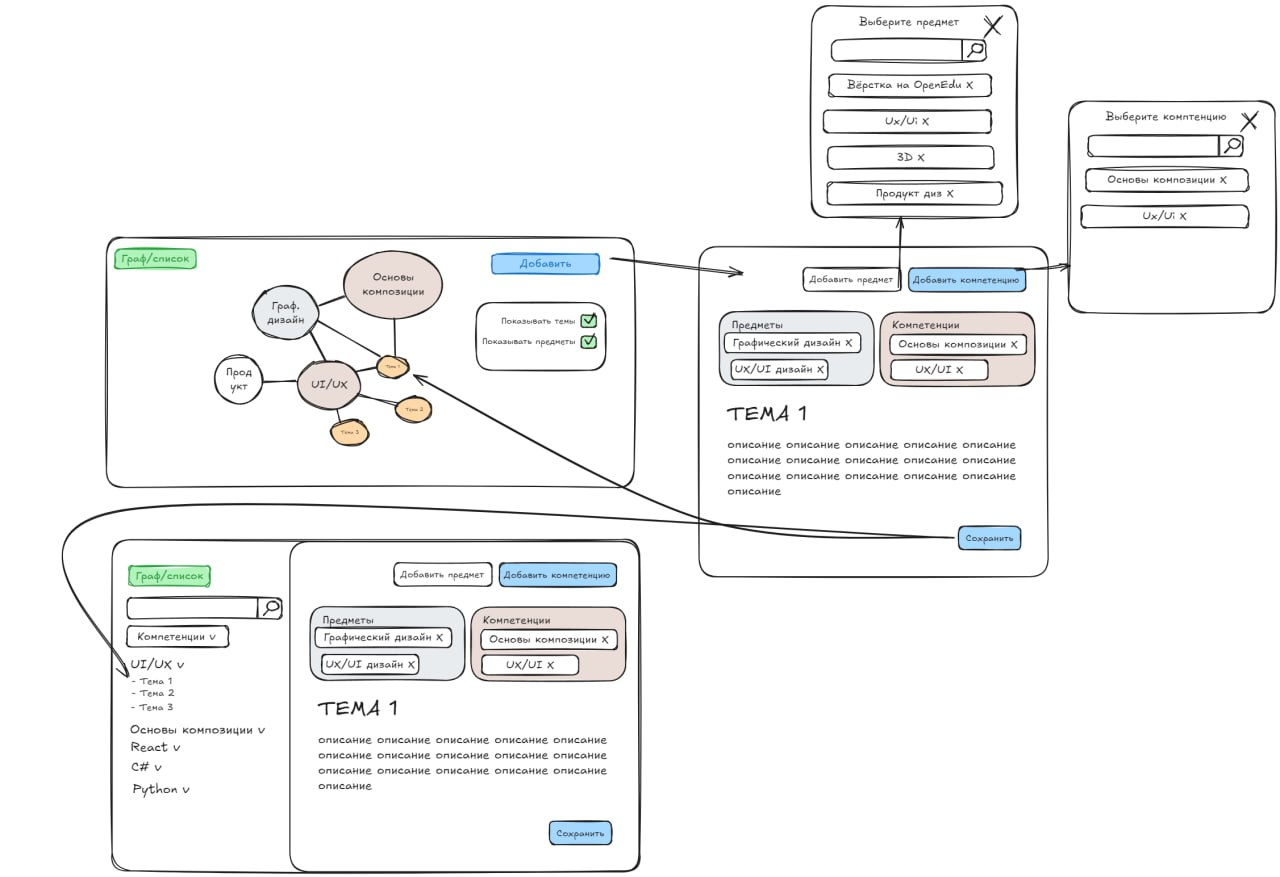 Выберите предмет
Вёрстка на OpenEdu X
Ux/Ui X
3D X
Продукт диз X
Выберите комптенцию
Основы композиции X
Ux/Ui X
Граф/список
Основы
композиции
Граф.
дизайн
Прод
укт
UI/UX
Тема 1
Тема 2
Тема 3
Добавить
Показывать темы
Показывать предметы
Добавить предмет
Добавить компетенцию
Предметы
Графический дизайн X
UX/UI дизайн X
Компетенции
Основы композиции X
UX/UI X
ТЕМА 1
описание описание описание описание описание
описание описание описание описание описание
описание описание описание описание описание
описание
Сохранить
Граф/список
Компетенции v
UI/UX v
- Тема 1
- Тема 2
- Тема 3
Основы композиции v
React v
C# v
Python v
Добавить предмет
Добавить компетенцию
Предметы
Графический дизайн X
UX/UI дизайн X
Компетенции
Основы композиции X
UX/UI X
ТЕМА 1
описание описание описание описание описание
описание описание описание описание описание
описание описание описание описание описание
описание
Сохранить